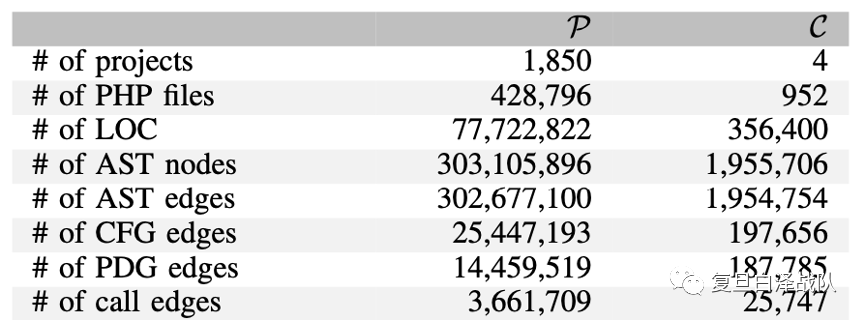 𝒫 𝒞
# of projects 1,850 4
# of PHP files 428,796 952
# of LOC 77,722,822 356,400
# of AST nodes 303,105,896 1,955,706
# of AST edges 302,677,100 1,954,754
# of CFG edges 25,447,193 197,656
# of PDG edges 14,459,519 187,785
# of call edges 3,661,709 25,747
复旦白泽战队